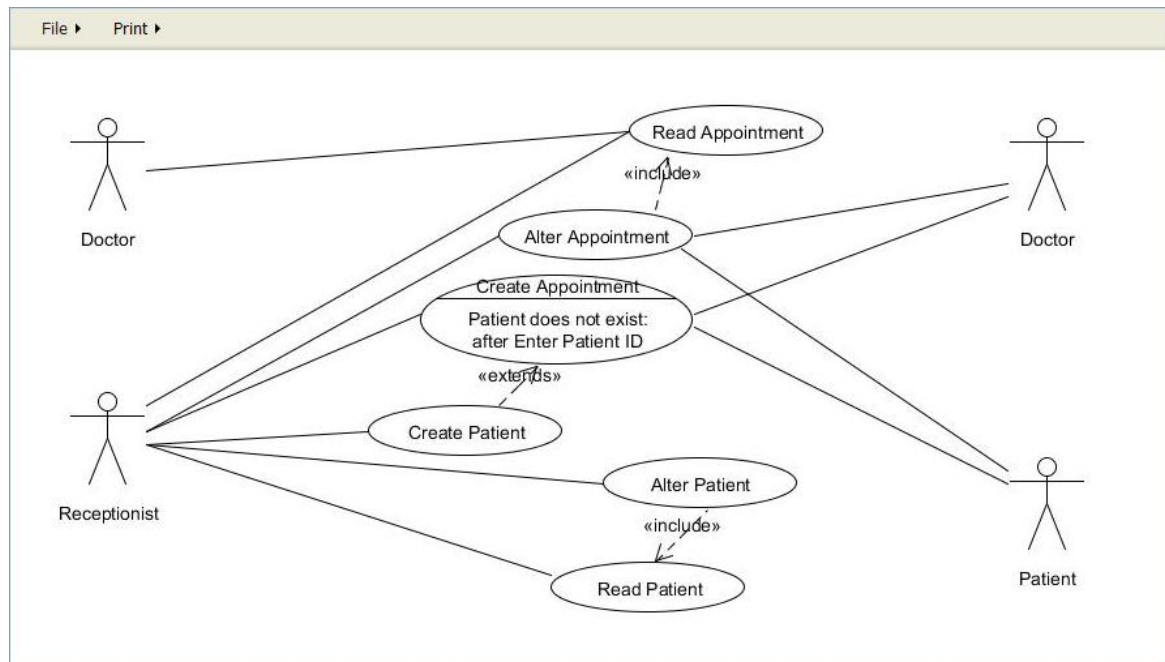 File
Print
Read Appointment
«include»
Doctor
Doctor
Alter Appointment
Create Appointment
Patient does not exist:
after Enter Patient ID
«extends»
Create Patient
Alter Patient
Receptionist
«include»
Patient
Read Patient